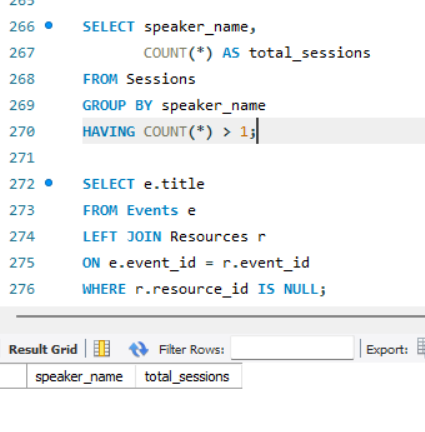 265
266 SELECT speaker_name,
267 COUNT(*) AS total_sessions
268 FROM Sessions
269 GROUP BY speaker_name
270 HAVING COUNT(*) > 1;
271
272 SELECT e.title
273 FROM Events e
274 LEFT JOIN Resources r
275 ON e.event_id = r.event_id
276 WHERE r.resource_id IS NULL;
Result Grid Filter Rows: Export:
speaker_name total_sessions